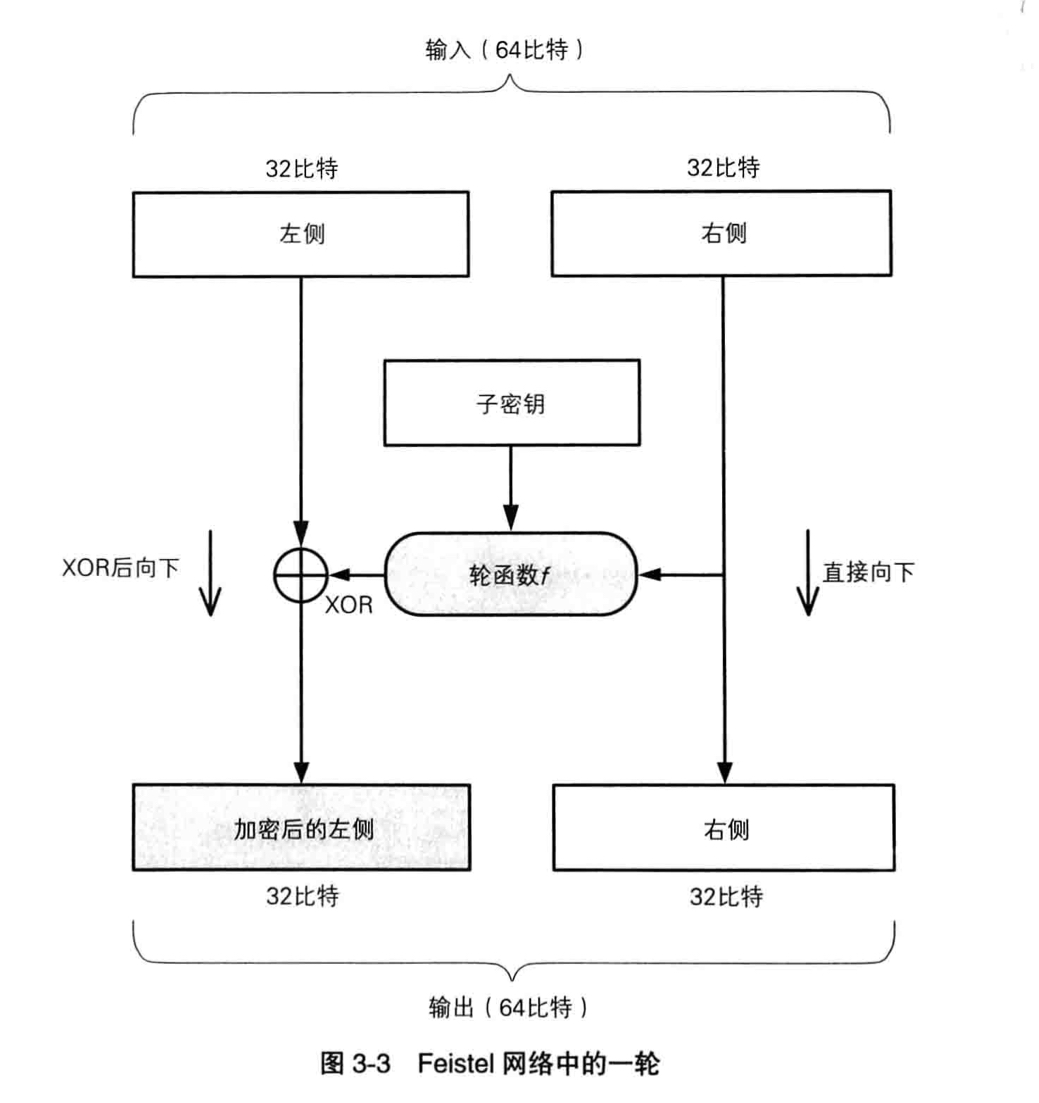 输入（64比特）
32比特
32比特
左侧
右侧
子密钥
XOR后向下
轮函数f
直接向下
XOR
加密后的左侧
右侧
32比特
32比特
输出（64比特）
图 3-3 Feistel 网络中的一轮